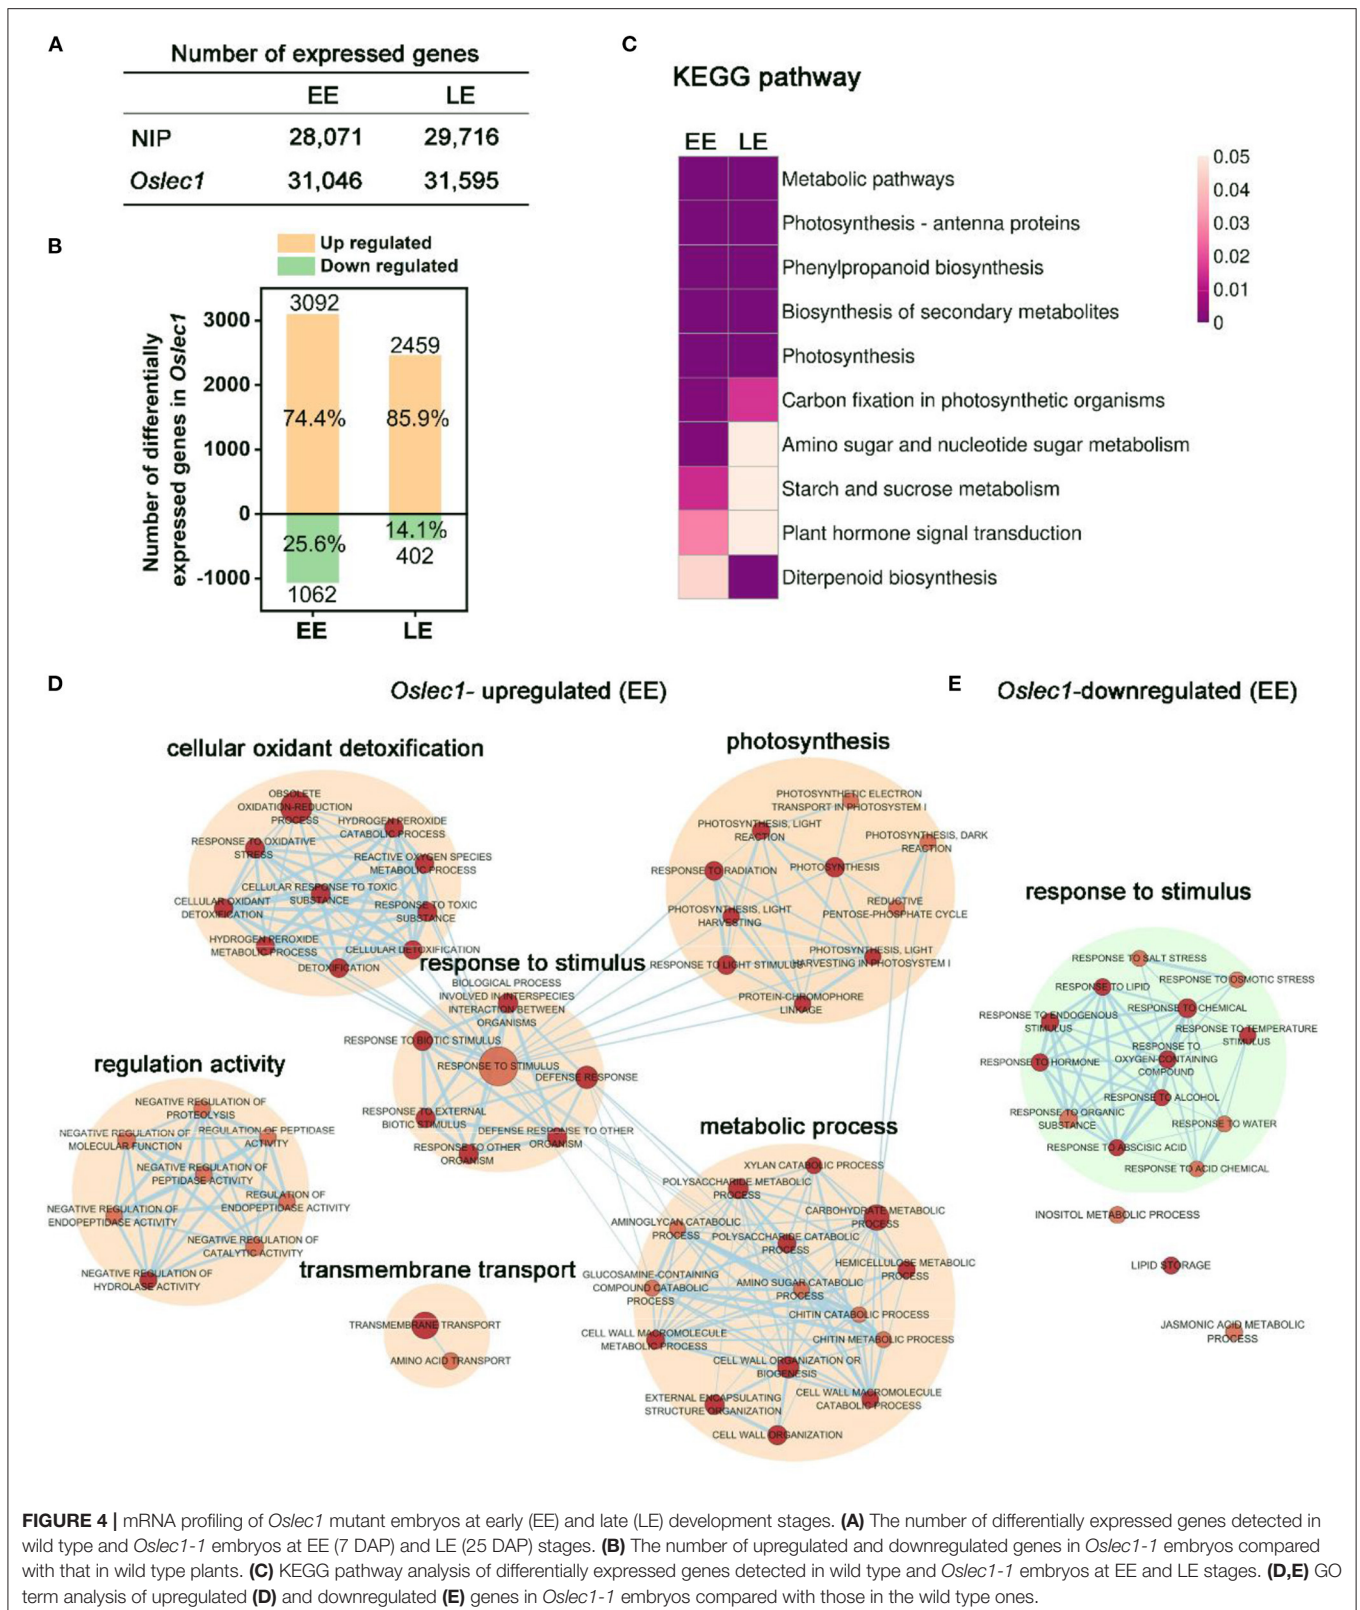 A
Number of expressed genes
EE LE
NIP 28,071 29,716
Oslec1 31,046 31,595
B
Up regulated
Down regulated
Number of differentially
expressed genes in Oslec1
3000
2000
1000
0
-1000
3092
2459
74.4%
85.9%
25.6%
14.1%
402
1062
EE LE
C
KEGG pathway
EE LE
Metabolic pathways
Photosynthesis - antenna proteins
Phenylpropanoid biosynthesis
Biosynthesis of secondary metabolites
Photosynthesis
Carbon fixation in photosynthetic organisms
Amino sugar and nucleotide sugar metabolism
Starch and sucrose metabolism
Plant hormone signal transduction
Diterpenoid biosynthesis
0.05
0.04
0.03
0.02
0.01
0
D
Oslec1- upregulated (EE)
cellular oxidant detoxification
OBSOLETE
OXIDATION-REDUCTION
PROCESS
HYDROGEN PEROXIDE
CATABOLIC PROCESS
RESPONSE TO OXIDATIVE
STRESS
REACTIVE OXYGEN SPECIES
METABOLIC PROCESS
CELLULAR RESPONSE TO TOXIC
SUBSTANCE
CELLULAR OXIDANT
DETOXIFICATION
RESPONSE TO TOXIC
SUBSTANCE
HYDROGEN PEROXIDE
METABOLIC PROCESS
CELLULAR DETOXIFICATION
DETOXIFICATION
photosynthesis
PHOTOSYNTHETIC ELECTRON
TRANSPORT IN PHOTOSYSTEM I
PHOTOSYNTHESIS, LIGHT
REACTION
PHOTOSYNTHESIS, DARK
REACTION
RESPONSE TO RADIATION
PHOTOSYNTHESIS
PHOTOSYNTHESIS, LIGHT
HARVESTING
REDUCTIVE
PENTOSE-PHOSPHATE CYCLE
RESPONSE TO LIGHT STIMULUS
PHOTOSYNTHESIS, LIGHT
HARVESTING IN PHOTOSYSTEM I
PROTEIN-CHROMOPHORE
LINKAGE
response to stimulus
BIOLOGICAL PROCESS
INVOLVED IN INTERSPECIES
INTERACTION BETWEEN
ORGANISMS
RESPONSE TO BIOTIC STIMULUS
RESPONSE TO STIMULUS
DEFENSE RESPONSE
RESPONSE TO EXTERNAL
BIOTIC STIMULUS
DEFENSE RESPONSE TO OTHER
ORGANISM
RESPONSE TO OTHER
ORGANISM
regulation activity
NEGATIVE REGULATION OF
PROTEOLYSIS
NEGATIVE REGULATION OF
MOLECULAR FUNCTION
REGULATION OF PEPTIDASE
ACTIVITY
NEGATIVE REGULATION OF
PEPTIDASE ACTIVITY
REGULATION OF
ENDOPEPTIDASE ACTIVITY
NEGATIVE REGULATION OF
ENDOPEPTIDASE ACTIVITY
NEGATIVE REGULATION OF
CATALYTIC ACTIVITY
NEGATIVE REGULATION OF
HYDROLASE ACTIVITY
transmembrane transport
TRANSMEMBRANE TRANSPORT
AMINO ACID TRANSPORT
metabolic process
XYLAN CATABOLIC PROCESS
POLYSACCHARIDE METABOLIC
PROCESS
CARBOHYDRATE METABOLIC
PROCESS
AMINOGLYCAN CATABOLIC
PROCESS
POLYSACCHARIDE CATABOLIC
PROCESS
HEMICELLULOSE METABOLIC
PROCESS
GLUCOSAMINE-CONTAINING
COMPOUND CATABOLIC
PROCESS
AMINO SUGAR CATABOLIC
PROCESS
CHITIN CATABOLIC PROCESS
CELL WALL MACROMOLECULE
METABOLIC PROCESS
CHITIN METABOLIC PROCESS
CELL WALL ORGANIZATION OR
BIOGENESIS
EXTERNAL ENCAPSULATING
STRUCTURE ORGANIZATION
CELL WALL MACROMOLECULE
CATABOLIC PROCESS
CELL WALL ORGANIZATION
E
Oslec1-downregulated (EE)
response to stimulus
RESPONSE TO SALT STRESS
RESPONSE TO OSMOTIC STRESS
RESPONSE TO LIPID
RESPONSE TO CHEMICAL
RESPONSE TO ENDOGENOUS
STIMULUS
RESPONSE TO TEMPERATURE
STIMULUS
RESPONSE TO
OXYGEN-CONTAINING
COMPOUND
RESPONSE TO HORMONE
RESPONSE TO ALCOHOL
RESPONSE TO ORGANIC
SUBSTANCE
RESPONSE TO WATER
RESPONSE TO ABSCISIC ACID
RESPONSE TO ACID CHEMICAL
INOSITOL METABOLIC PROCESS
LIPID STORAGE
JASMONIC ACID METABOLIC
PROCESS
FIGURE 4 | mRNA profiling of Oslec1 mutant embryos at early (EE) and late (LE) development stages. (A) The number of differentially expressed genes detected in
wild type and Oslec1-1 embryos at EE (7 DAP) and LE (25 DAP) stages. (B) The number of upregulated and downregulated genes in Oslec1-1 embryos compared
with that in wild type plants. (C) KEGG pathway analysis of differentially expressed genes detected in wild type and Oslec1-1 embryos at EE and LE stages. (D,E) GO
term analysis of upregulated (D) and downregulated (E) genes in Oslec1-1 embryos compared with those in the wild type ones.